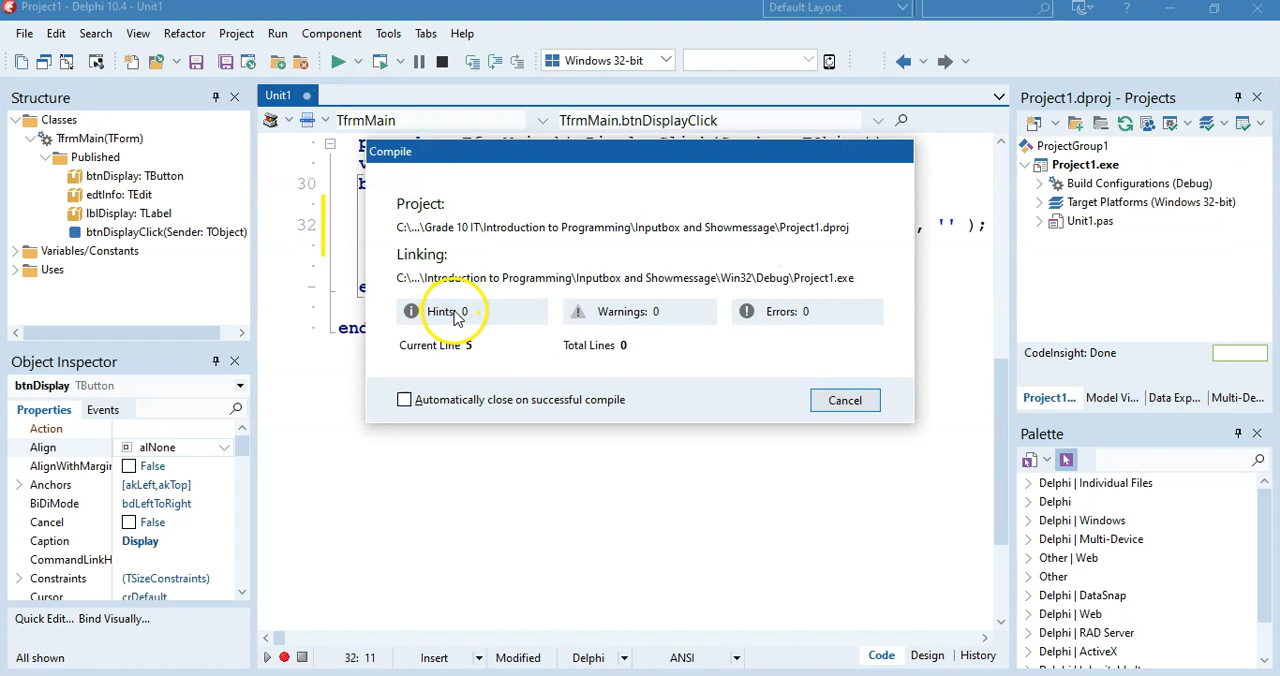 Project1 - Delphi 10.4 - Unit1
Default Layout
?
File Edit Search View Refactor Project Run Component Tools Tabs Help
Windows 32-bit
Structure
Classes
TfrmMain(TForm)
Published
btnDisplay: TButton
edtInfo: TEdit
lblDisplay: TLabel
btnDisplayClick(Sender: TObject)
Variables/Constants
Uses
Object Inspector
btnDisplay TButton
Properties Events
Action
Align alNone
AlignWithMargir False
Anchors [akLeft,akTop]
BiDiMode bdLeftToRight
Cancel False
Caption Display
CommandLinkH
Constraints (TSizeConstraints)
Cursor crDefault
Quick Edit... Bind Visually...
All shown
Unit1
TfrmMain TfrmMain.btnDisplayClick
30
32 , '' );
end
Compile
Project:
C:\...\Grade 10 IT\Introduction to Programming\Inputbox and Showmessage\Project1.dproj
Linking:
C:\...\Introduction to Programming\Inputbox and Showmessage\Win32\Debug\Project1.exe
Hints: 0 Warnings: 0 Errors: 0
Current Line 5 Total Lines 0
Automatically close on successful compile
Cancel
32: 11 Insert Modified Delphi ANSI Code Design History
Project1.dproj - Projects
ProjectGroup1
Project1.exe
Build Configurations (Debug)
Target Platforms (Windows 32-bit)
Unit1.pas
CodeInsight: Done
Project1... Model Vi... Data Exp... Multi-De...
Palette
Delphi | Individual Files
Delphi
Delphi | Windows
Delphi | Multi-Device
Other | Web
Other
Delphi | DataSnap
Delphi | Web
Delphi | RAD Server
Delphi | ActiveX